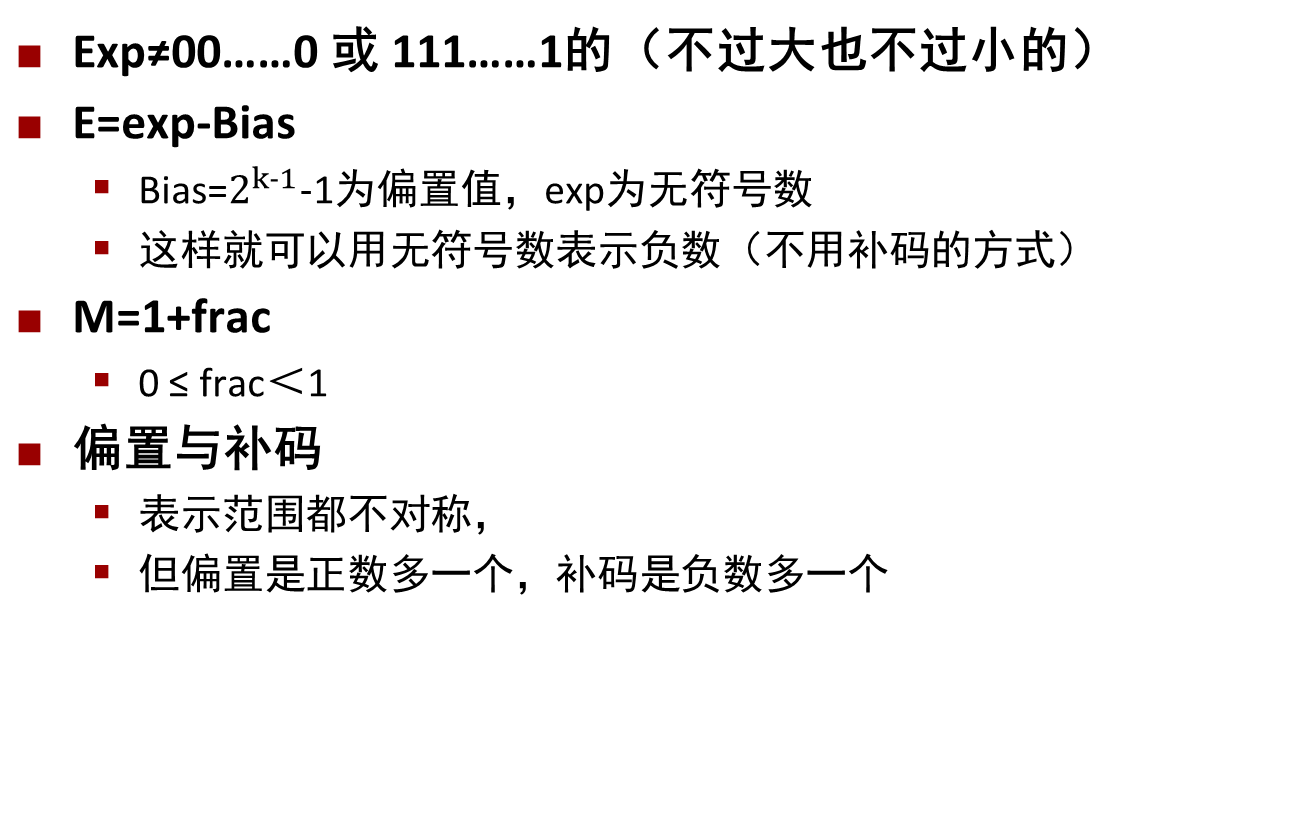 Exp≠00……0 或 111……1的（不过大也不过小的）
E=exp-Bias
Bias=2^{k-1}-1为偏置值，exp为无符号数
这样就可以用无符号数表示负数（不用补码的方式）
M=1+frac
0 ≤ frac＜1
偏置与补码
表示范围都不对称，
但偏置是正数多一个，补码是负数多一个